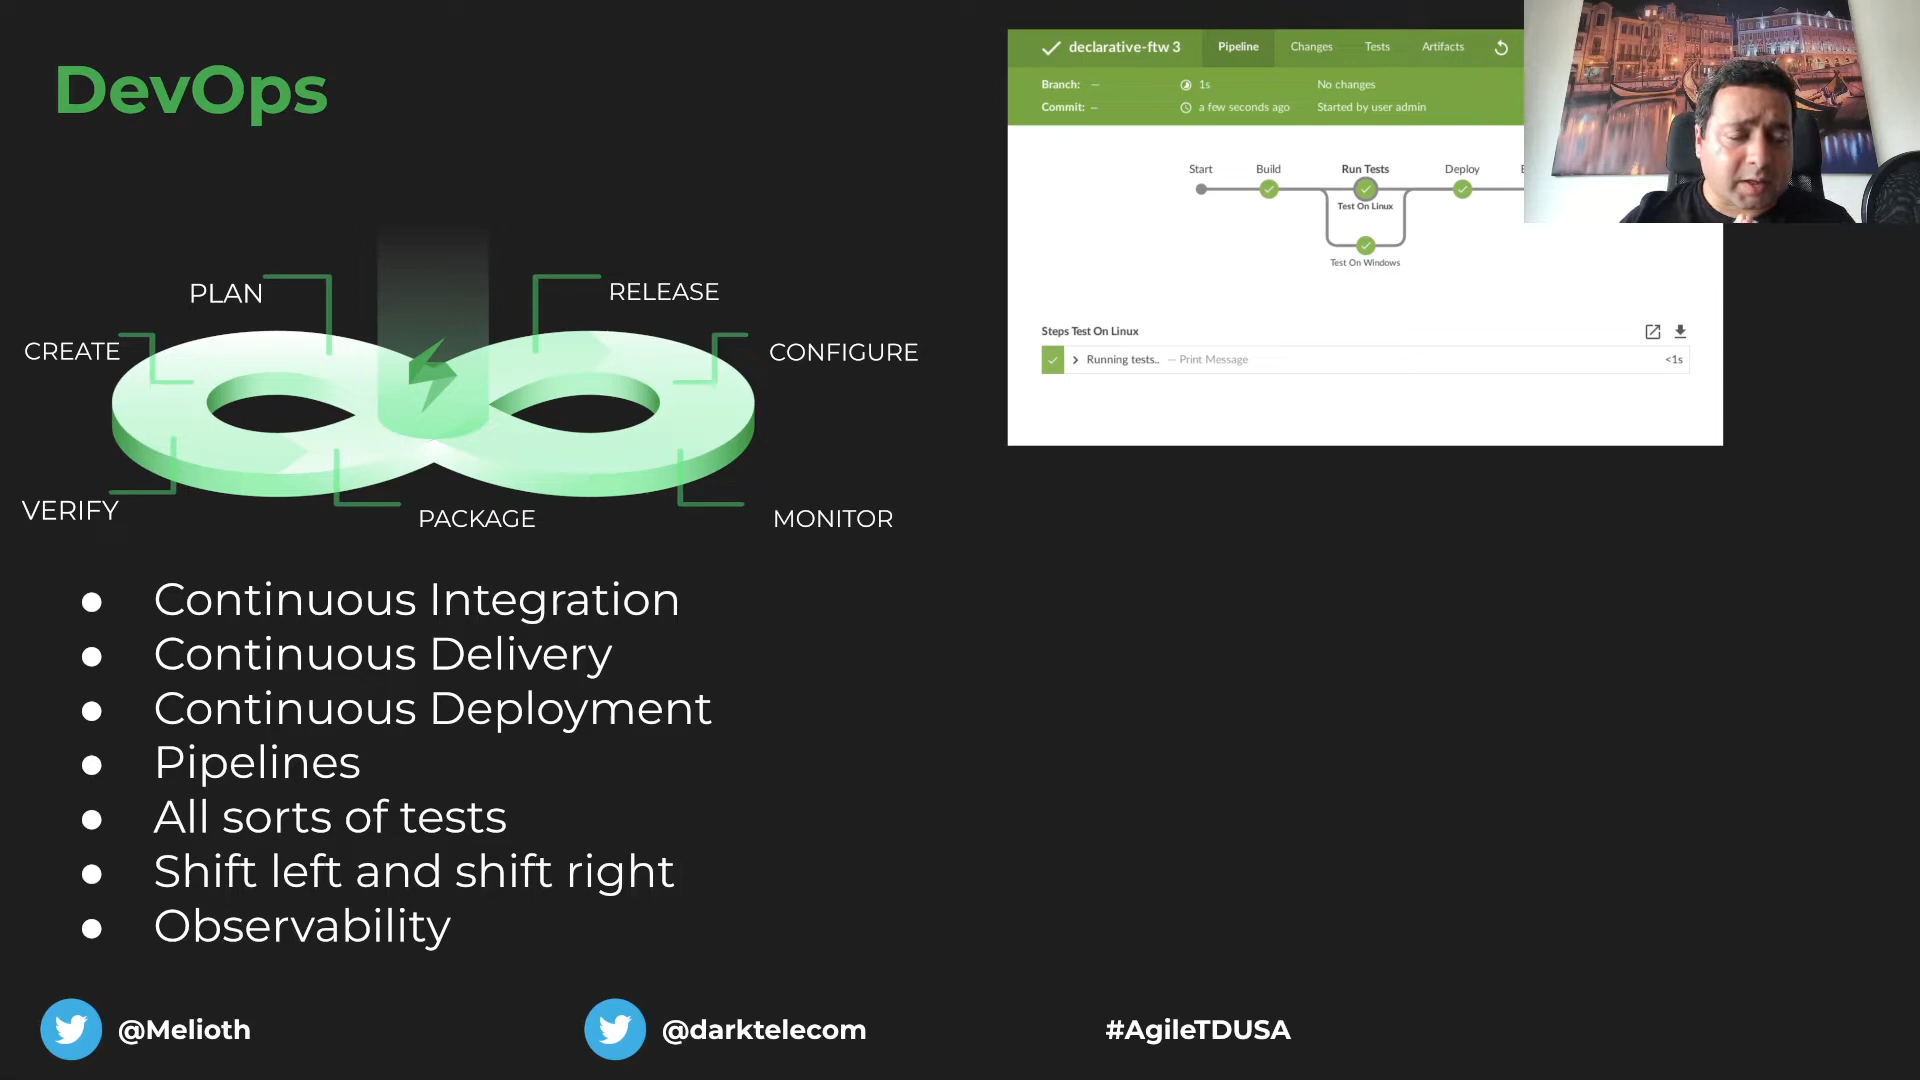 DevOps
PLAN
RELEASE
CREATE
CONFIGURE
VERIFY
PACKAGE
MONITOR
● Continuous Integration
● Continuous Delivery
● Continuous Deployment
● Pipelines
● All sorts of tests
● Shift left and shift right
● Observability
declarative-ftw 3 Pipeline Changes Tests Artifacts
Branch: — 1s No changes
Commit: — a few seconds ago Started by user admin
Start Build Run Tests Deploy
Test On Linux
Test On Windows
Steps Test On Linux
Running tests.. — Print Message <1s
@Melioth @darktelecom #AgileTDUSA